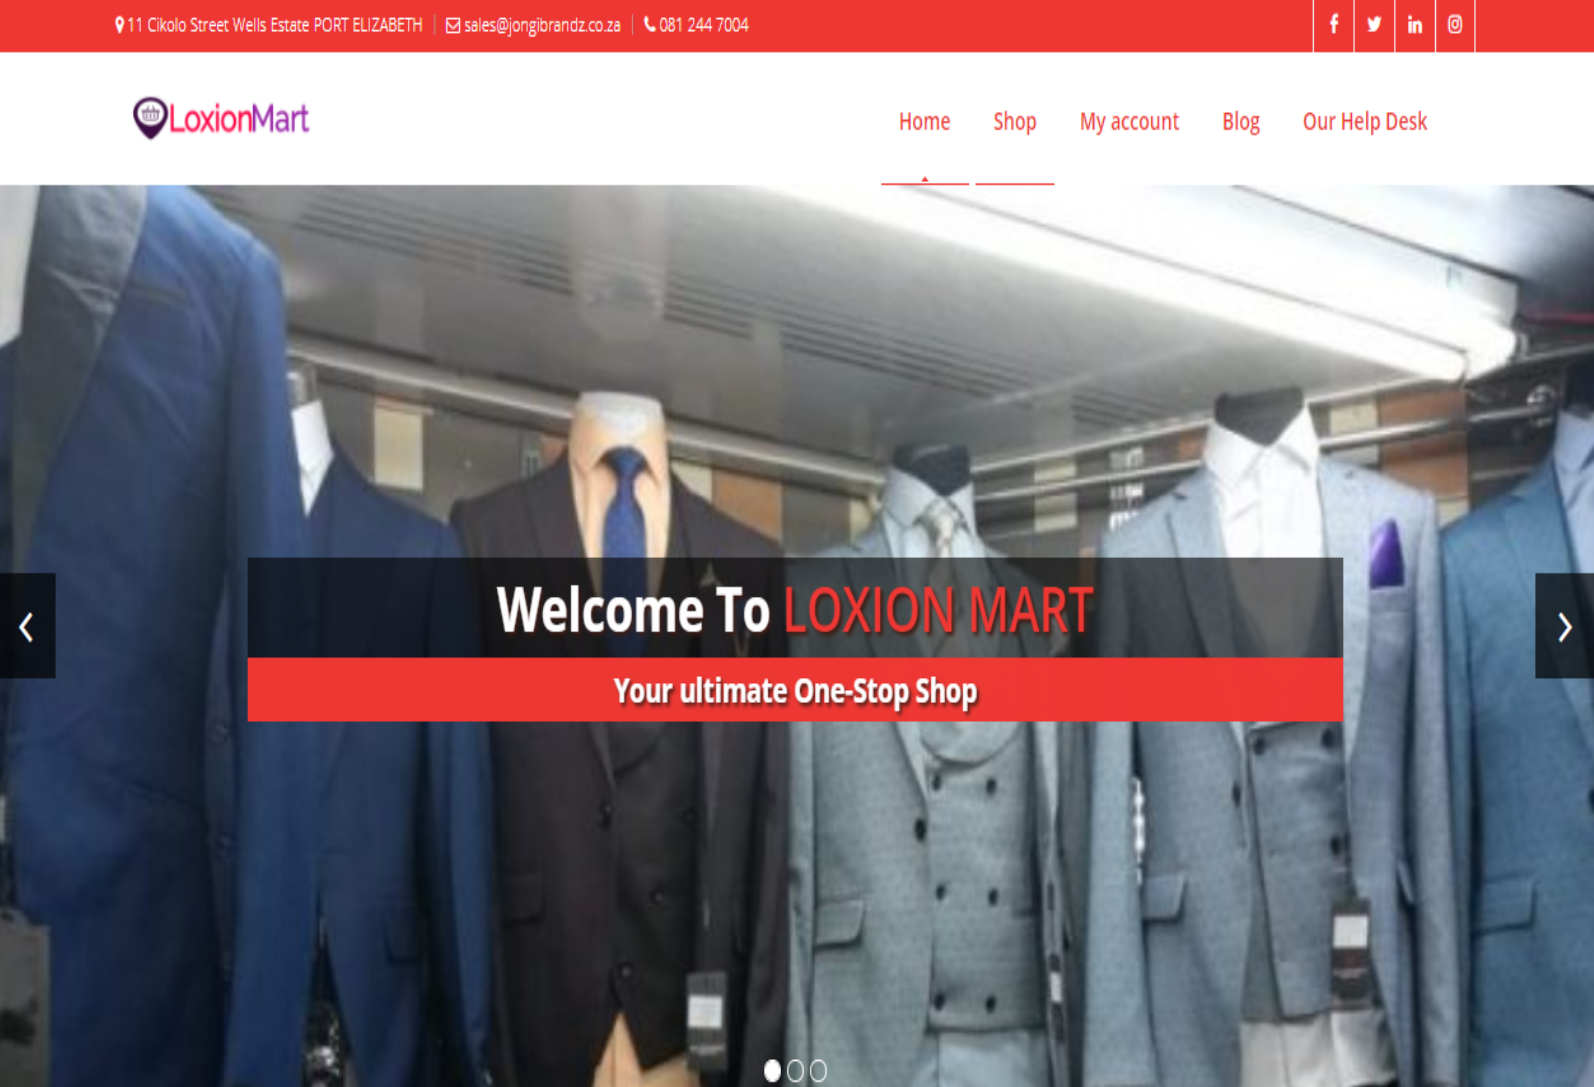 11 Cikolo Street Wells Estate PORT ELIZABETH sales@jongibrandz.co.za 081 244 7004
LoxionMart
Home Shop My account Blog Our Help Desk
Welcome To LOXION MART
Your ultimate One-Stop Shop